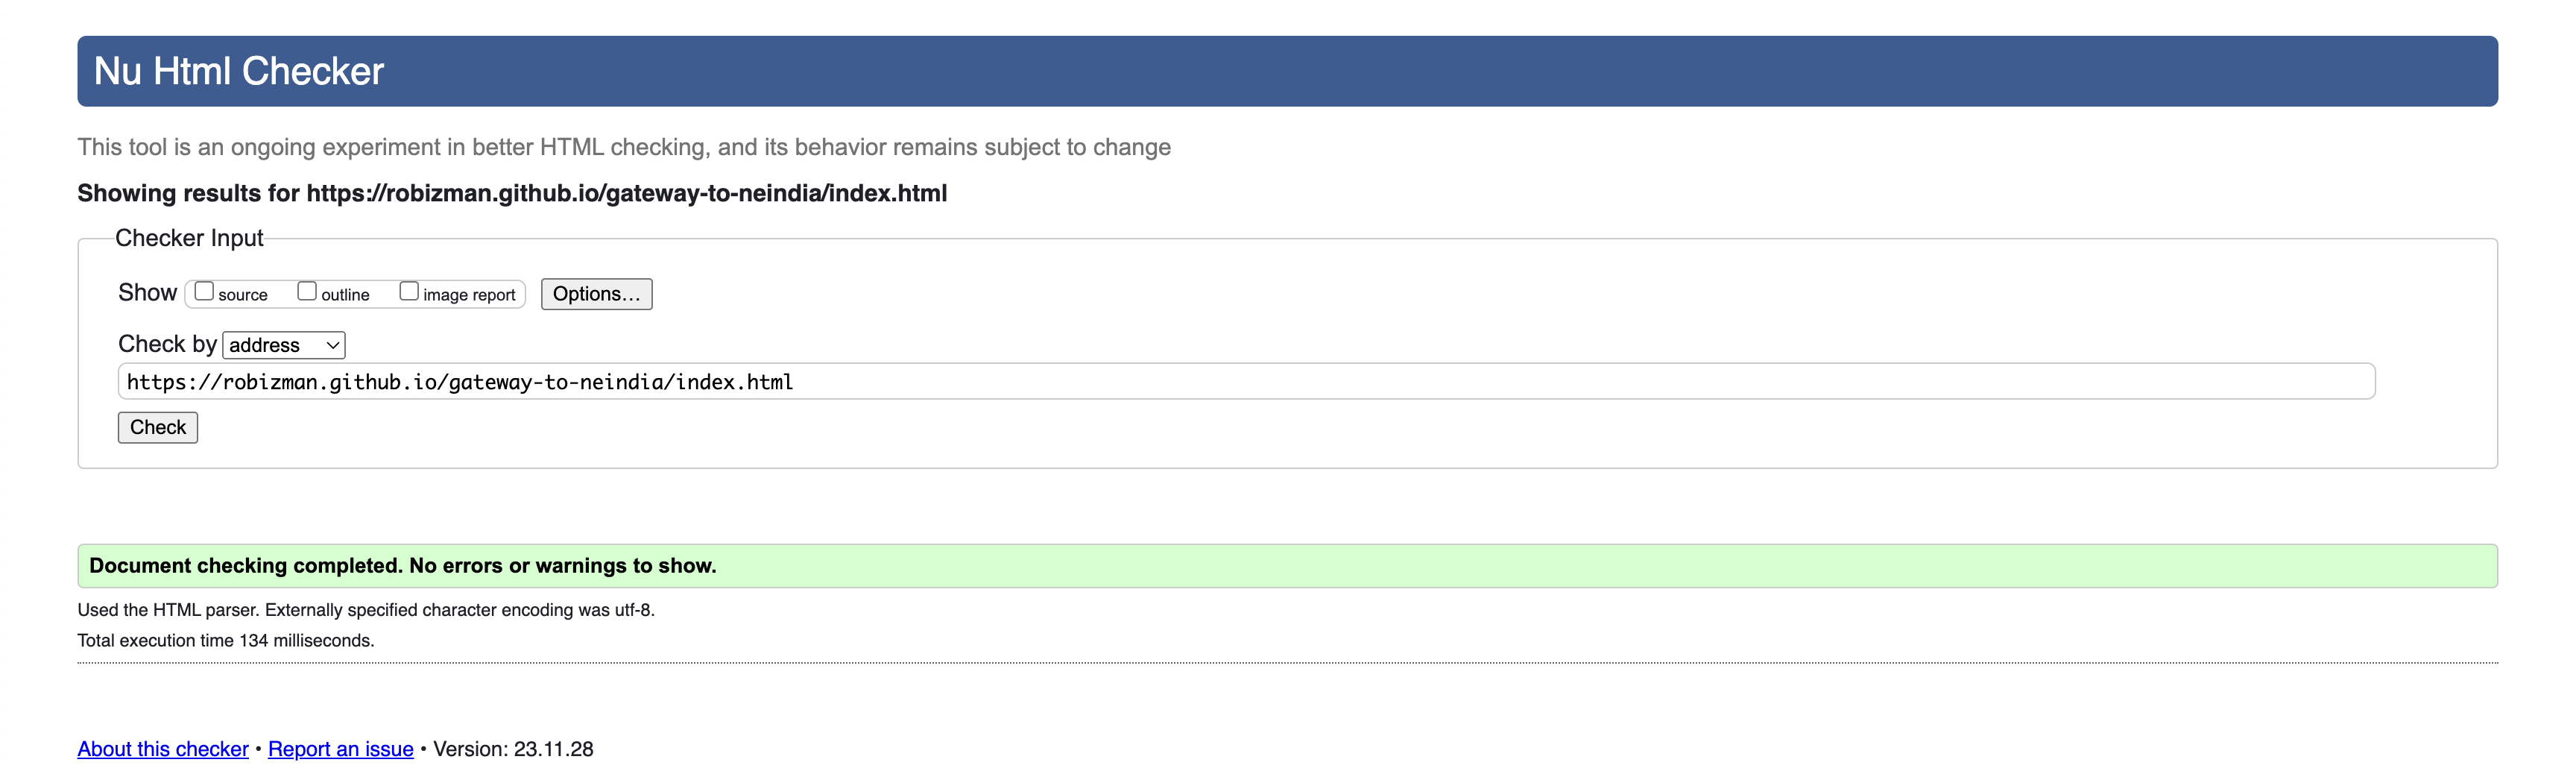 Nu Html Checker
This tool is an ongoing experiment in better HTML checking, and its behavior remains subject to change
Showing results for https://robizman.github.io/gateway-to-neindia/index.html
Checker Input
Show source outline image report Options...
Check by address
https://robizman.github.io/gateway-to-neindia/index.html
Check
Document checking completed. No errors or warnings to show.
Used the HTML parser. Externally specified character encoding was utf-8.
Total execution time 134 milliseconds.
About this checker • Report an issue • Version: 23.11.28